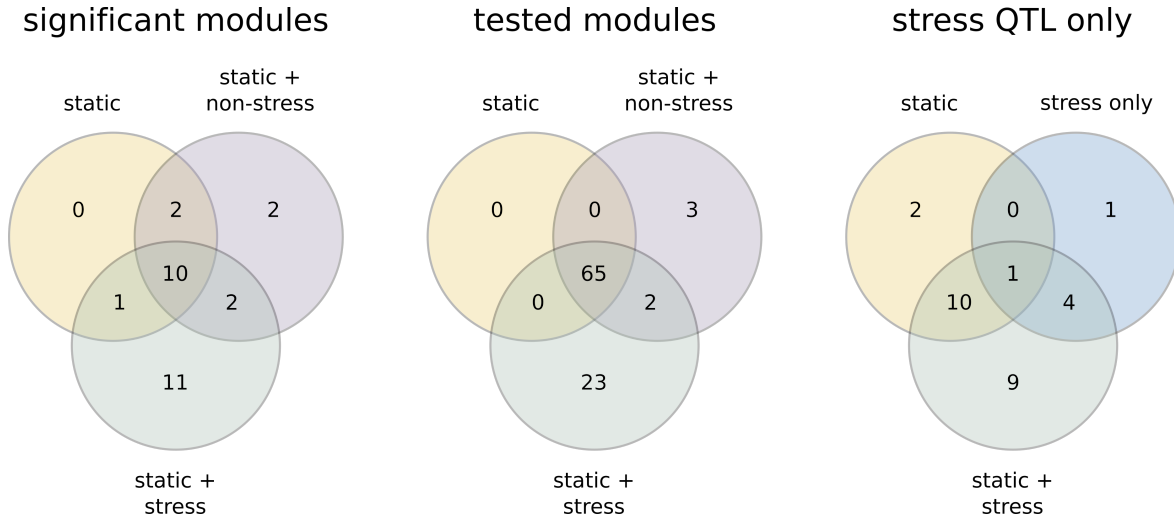 significant modules
static
static +
non-stress
0
2
2
10
1
2
11
static +
stress
tested modules
static
static +
non-stress
0
0
3
65
0
2
23
static +
stress
stress QTL only
static
stress only
2
0
1
1
10
4
9
static +
stress